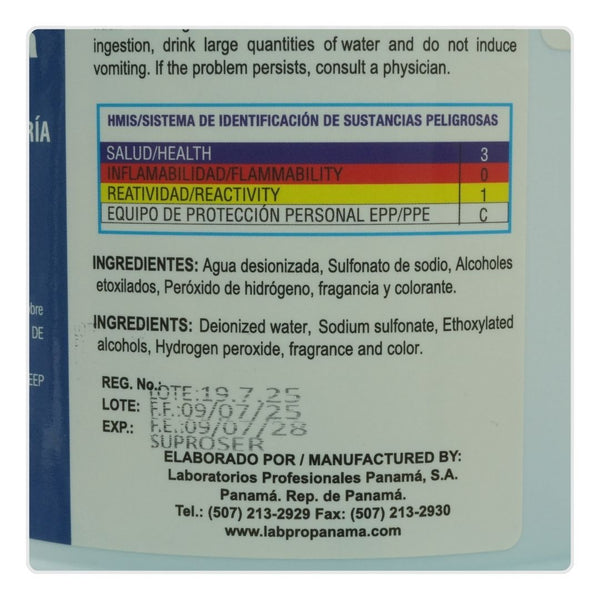 ingestion, drink large quantities of water and do not induce
vomiting. If the problem persists, consult a physician.
RÍA
HMIS/SISTEMA DE IDENTIFICACIÓN DE SUSTANCIAS PELIGROSAS
SALUD/HEALTH 3
INFLAMABILIDAD/FLAMMABILITY 0
REATIVIDAD/REACTIVITY 1
EQUIPO DE PROTECCIÓN PERSONAL EPP/PPE C
INGREDIENTES: Agua desionizada, Sulfonato de sodio, Alcoholes
etoxilados, Peróxido de hidrógeno, fragancia y colorante.
bre
DE
INGREDIENTS: Deionized water, Sodium sulfonate, Ethoxylated
alcohols, Hydrogen peroxide, fragrance and color.
EEP
REG. No.:
LOTE:19.7.25
LOTE: F.F.:09/07/25
EXP.: F.E.:09/07/28
SUPROSER
ELABORADO POR / MANUFACTURED BY:
Laboratorios Profesionales Panamá, S.A.
Panamá. Rep. de Panamá.
Tel.: (507) 213-2929 Fax: (507) 213-2930
www.labpropanama.com